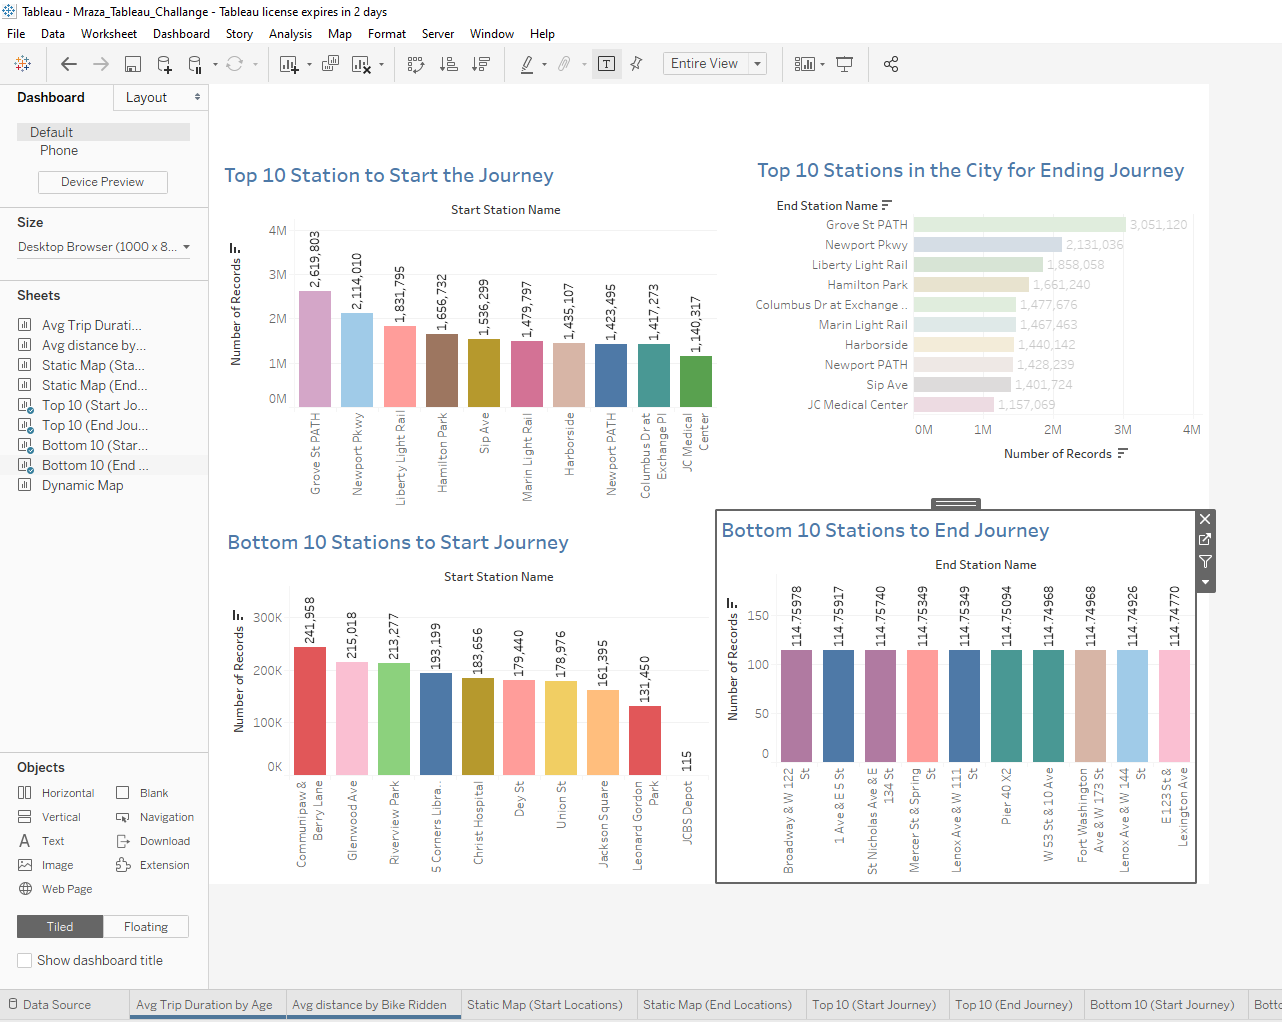 Tableau - Mraza_Tableau_Challange - Tableau license expires in 2 days
File Data Worksheet Dashboard Story Analysis Map Format Server Window Help
Entire View
Dashboard Layout
Default
Phone
Device Preview
Size
Desktop Browser (1000 x 8...
Sheets
Avg Trip Durati...
Avg distance by...
Static Map (Sta...
Static Map (End...
Top 10 (Start Jo...
Top 10 (End Jou...
Bottom 10 (Star...
Bottom 10 (End ...
Dynamic Map
Objects
Horizontal Blank
Vertical Navigation
Text Download
Image Extension
Web Page
Tiled Floating
Show dashboard title
Top 10 Station to Start the Journey
Start Station Name
Number of Records
4M
3M
2M
1M
0M
2,619,803
2,114,010
1,831,795
1,656,732
1,536,299
1,479,797
1,435,107
1,423,495
1,417,273
1,140,317
Grove St PATH
Newport Pkwy
Liberty Light Rail
Hamilton Park
Sip Ave
Marin Light Rail
Harborside
Newport PATH
Columbus Dr at
Exchange Pl
JC Medical
Center
Top 10 Stations in the City for Ending Journey
End Station Name
Grove St PATH 3,051,120
Newport Pkwy 2,131,036
Liberty Light Rail 1,858,058
Hamilton Park 1,661,240
Columbus Dr at Exchange .. 1,477,676
Marin Light Rail 1,467,463
Harborside 1,440,142
Newport PATH 1,428,239
Sip Ave 1,401,724
JC Medical Center 1,157,069
0M 1M 2M 3M 4M
Number of Records
Bottom 10 Stations to Start Journey
Start Station Name
Number of Records
300K
200K
100K
0K
241,958
215,018
213,277
193,199
183,656
179,440
178,976
161,395
131,450
115
Communipaw &
Berry Lane
Glenwood Ave
Riverview Park
5 Corners Libra..
Christ Hospital
Dey St
Union St
Jackson Square
Leonard Gordon
Park
JCBS Depot
Bottom 10 Stations to End Journey
End Station Name
Number of Records
150
100
50
0
114.75978
114.75917
114.75740
114.75349
114.75349
114.75094
114.74968
114.74968
114.74926
114.74770
Broadway & W 122
St
1 Ave & E 5 St
St Nicholas Ave & E
134 St
Mercer St & Spring
St
Lenox Ave & W 111
St
Pier 40 X2
W 53 St & 10 Ave
Fort Washington
Ave & W 173 St
Lenox Ave & W 144
St
E 123 St &
Lexington Ave
Data Source Avg Trip Duration by Age Avg distance by Bike Ridden Static Map (Start Locations) Static Map (End Locations) Top 10 (Start Journey) Top 10 (End Journey) Bottom 10 (Start Journey) Botto